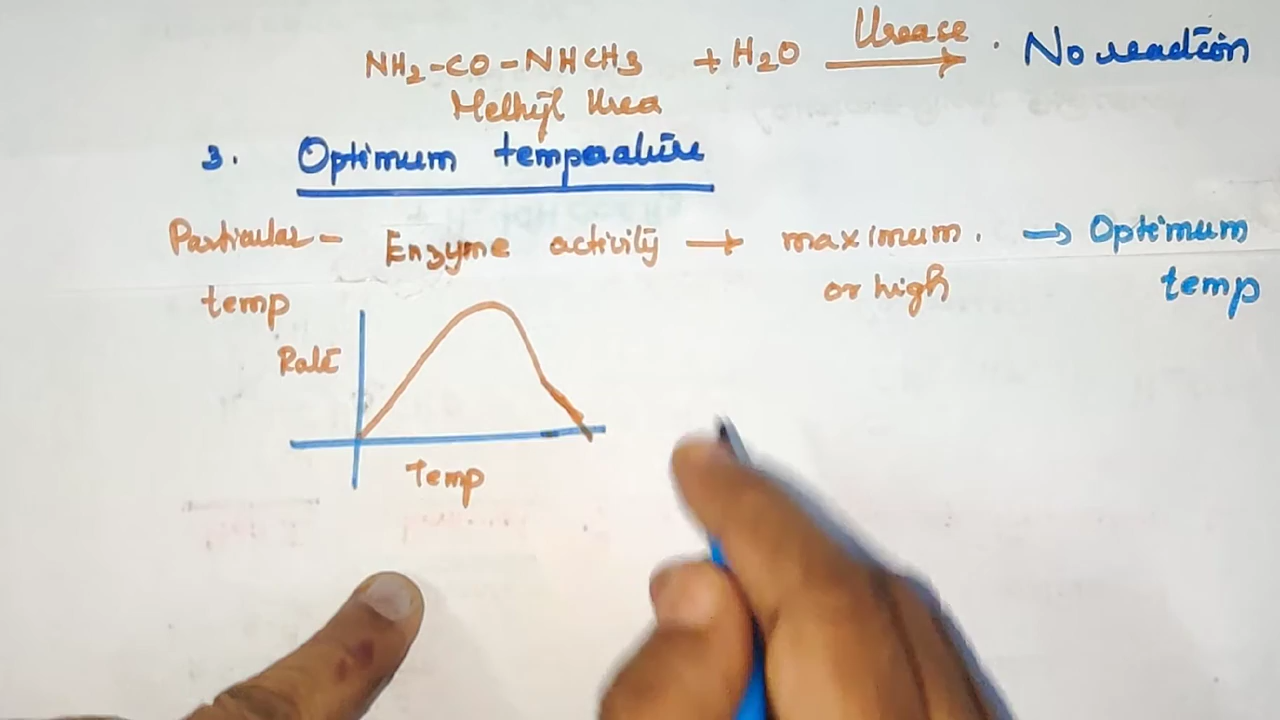 NH2-CO-NHCH3 + H2O Urease → No reaction
Methyl Urea
3. Optimum temperature
Particular - Enzyme activity → maximum. → Optimum
temp or high temp
Rate
Temp